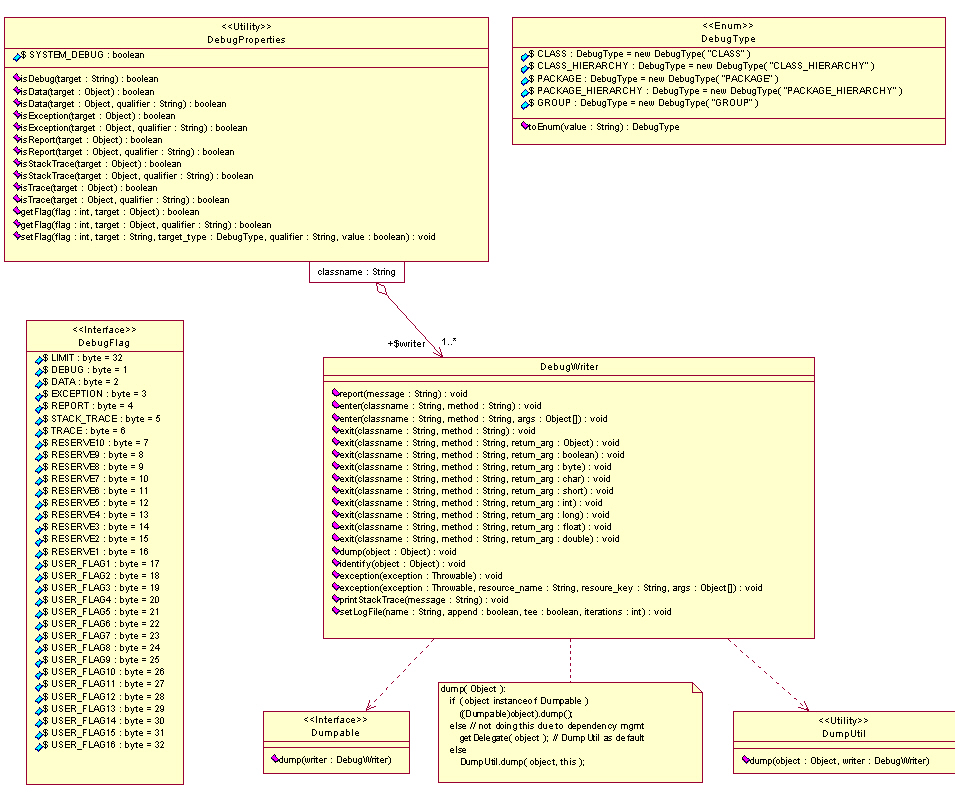 <<Utility>>
DebugProperties
$ SYSTEM_DEBUG : boolean
isDebug(target : String) : boolean
isData(target : Object) : boolean
isData(target : Object, qualifier : String) : boolean
isException(target : Object) : boolean
isException(target : Object, qualifier : String) : boolean
isReport(target : Object) : boolean
isReport(target : Object, qualifier : String) : boolean
isStackTrace(target : Object) : boolean
isStackTrace(target : Object, qualifier : String) : boolean
isTrace(target : Object) : boolean
isTrace(target : Object, qualifier : String) : boolean
getFlag(flag : int, target : Object) : boolean
getFlag(flag : int, target : Object, qualifier : String) : boolean
setFlag(flag : int, target : String, target_type : DebugType, qualifier : String, value : boolean) : void
classname : String
<<Enum>>
DebugType
$ CLASS : DebugType = new DebugType( "CLASS" )
$ CLASS_HIERARCHY : DebugType = new DebugType( "CLASS_HIERARCHY" )
$ PACKAGE : DebugType = new DebugType( "PACKAGE" )
$ PACKAGE_HIERARCHY : DebugType = new DebugType( "PACKAGE_HIERARCHY" )
$ GROUP : DebugType = new DebugType( "GROUP" )
toEnum(value : String) : DebugType
+$writer
1..*
<<Interface>>
DebugFlag
$ LIMIT : byte = 32
$ DEBUG : byte = 1
$ DATA : byte = 2
$ EXCEPTION : byte = 3
$ REPORT : byte = 4
$ STACK_TRACE : byte = 5
$ TRACE : byte = 6
$ RESERVE10 : byte = 7
$ RESERVE9 : byte = 8
$ RESERVE8 : byte = 9
$ RESERVE7 : byte = 10
$ RESERVE6 : byte = 11
$ RESERVE5 : byte = 12
$ RESERVE4 : byte = 13
$ RESERVE3 : byte = 14
$ RESERVE2 : byte = 15
$ RESERVE1 : byte = 16
$ USER_FLAG1 : byte = 17
$ USER_FLAG2 : byte = 18
$ USER_FLAG3 : byte = 19
$ USER_FLAG4 : byte = 20
$ USER_FLAG5 : byte = 21
$ USER_FLAG6 : byte = 22
$ USER_FLAG7 : byte = 23
$ USER_FLAG8 : byte = 24
$ USER_FLAG9 : byte = 25
$ USER_FLAG10 : byte = 26
$ USER_FLAG11 : byte = 27
$ USER_FLAG12 : byte = 28
$ USER_FLAG13 : byte = 29
$ USER_FLAG14 : byte = 30
$ USER_FLAG15 : byte = 31
$ USER_FLAG16 : byte = 32
DebugWriter
report(message : String) : void
enter(classname : String, method : String) : void
enter(classname : String, method : String, args : Object[]) : void
exit(classname : String, method : String) : void
exit(classname : String, method : String, return_arg : Object) : void
exit(classname : String, method : String, return_arg : boolean) : void
exit(classname : String, method : String, return_arg : byte) : void
exit(classname : String, method : String, return_arg : char) : void
exit(classname : String, method : String, return_arg : short) : void
exit(classname : String, method : String, return_arg : int) : void
exit(classname : String, method : String, return_arg : long) : void
exit(classname : String, method : String, return_arg : float) : void
exit(classname : String, method : String, return_arg : double) : void
dump(object : Object) : void
identify(object : Object) : void
exception(exception : Throwable) : void
exception(exception : Throwable, resource_name : String, resoure_key : String, args : Object[]) : void
printStackTrace(message : String) : void
setLogFile(name : String, append : boolean, tee : boolean, iterations : int) : void
<<Interface>>
Dumpable
dump(writer : DebugWriter)
dump( Object ):
if ( object instanceof Dumpable )
((Dumpable)object).dump();
else // not doing this due to dependency mgmt
getDelegate( object ); // DumpUtil as default
else
DumpUtil.dump( object, this );
<<Utility>>
DumpUtil
dump(object : Object, writer : DebugWriter)